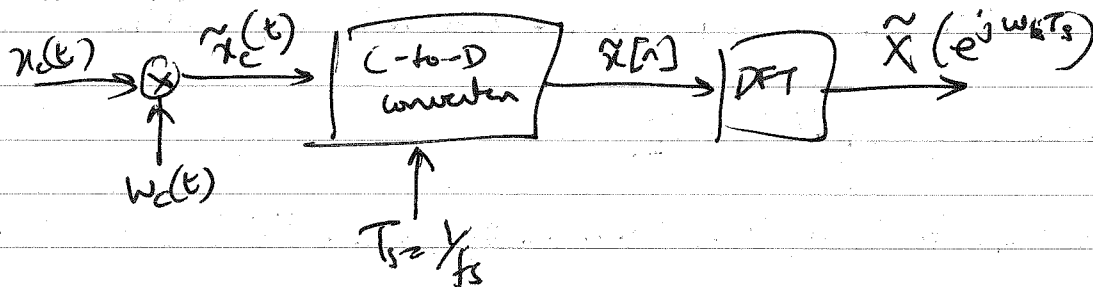 x_c(t)
x̃_c(t)
C-to-D
converter
x̃[n]
DFT
X̃(e^{jω_k T_s})
w_c(t)
T_s = 1/f_s